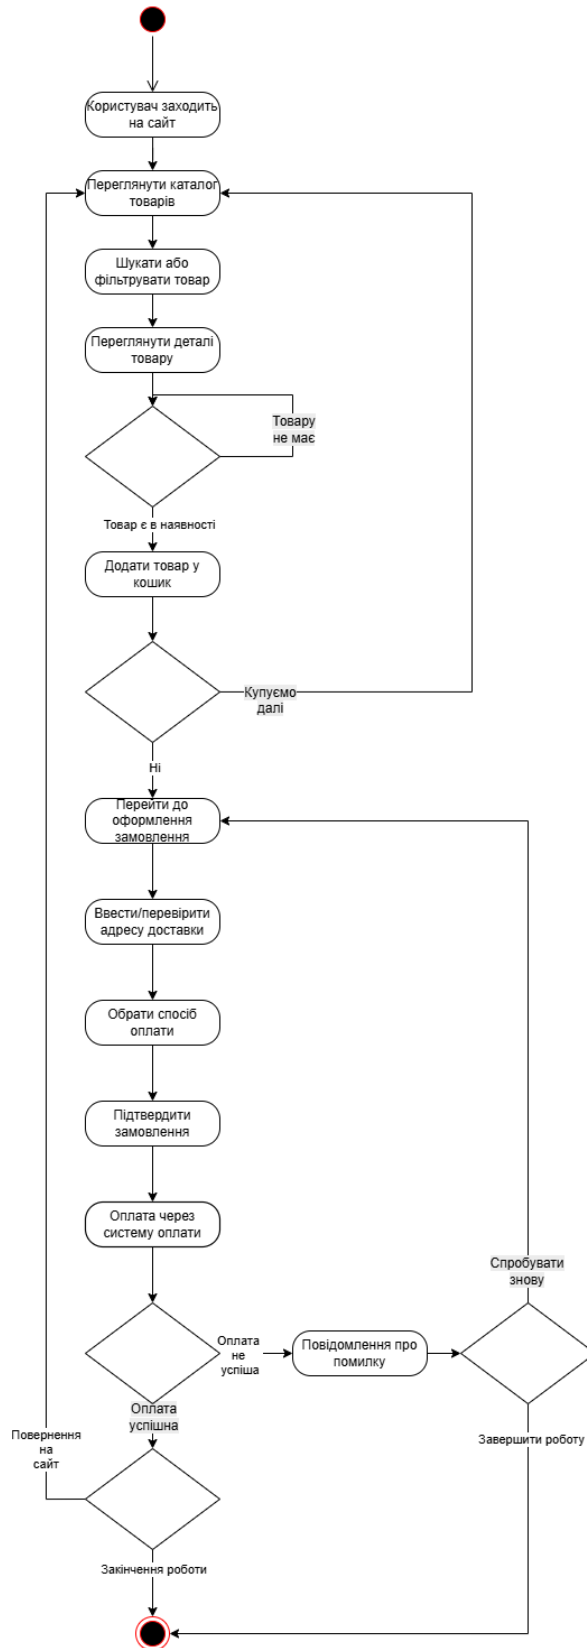 Користувач заходить
на сайт
Переглянути каталог
товарів
Шукати або
фільтрувати товар
Переглянути деталі
товару
Товару
не має
Товар є в наявності
Додати товар у
кошик
Купуємо
далі
Ні
Перейти до
оформлення
замовлення
Ввести/перевірити
адресу доставки
Обрати спосіб
оплати
Підтвердити
замовлення
Оплата через
систему оплати
Спробувати
знову
Оплата
не
успіша
Повідомлення про
помилку
Оплата
успішна
Повернення
на
сайт
Завершити роботу
Закінчення роботи